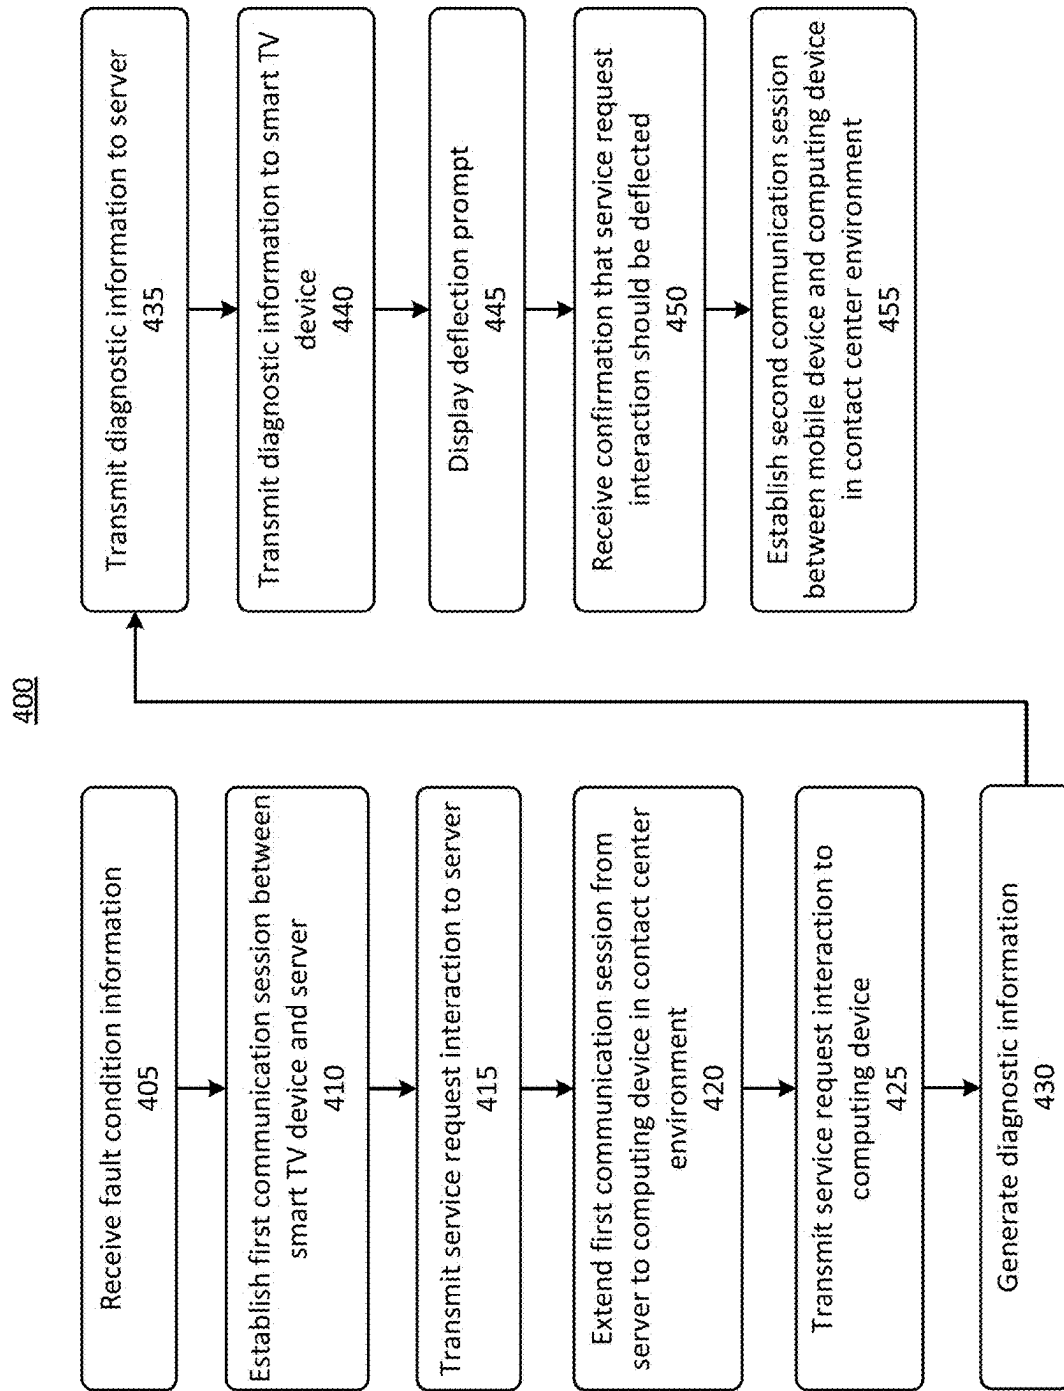 400
Receive fault condition information
405
Establish first communication session between
smart TV device and server
410
Transmit service request interaction to server
415
Extend first communication session from
server to computing device in contact center
environment
420
Transmit service request interaction to
computing device
425
Generate diagnostic information
430
Transmit diagnostic information to server
435
Transmit diagnostic information to smart TV
device
440
Display deflection prompt
445
Receive confirmation that service request
interaction should be deflected
450
Establish second communication session
between mobile device and computing device
in contact center environment
455